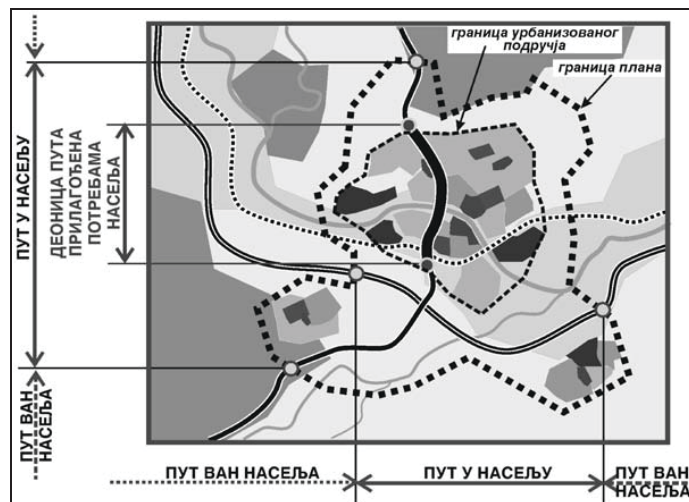 граница урбанизованог
подручја
граница плана
ПУТ У НАСЕЉУ
ДЕОНИЦА ПУТА
ПРИЛАГОЂЕНА
ПОТРЕБАМА
НАСЕЉА
ПУТ ВАН
НАСЕЉА
ПУТ ВАН НАСЕЉА
ПУТ У НАСЕЉУ
ПУТ ВАН
НАСЕЉА